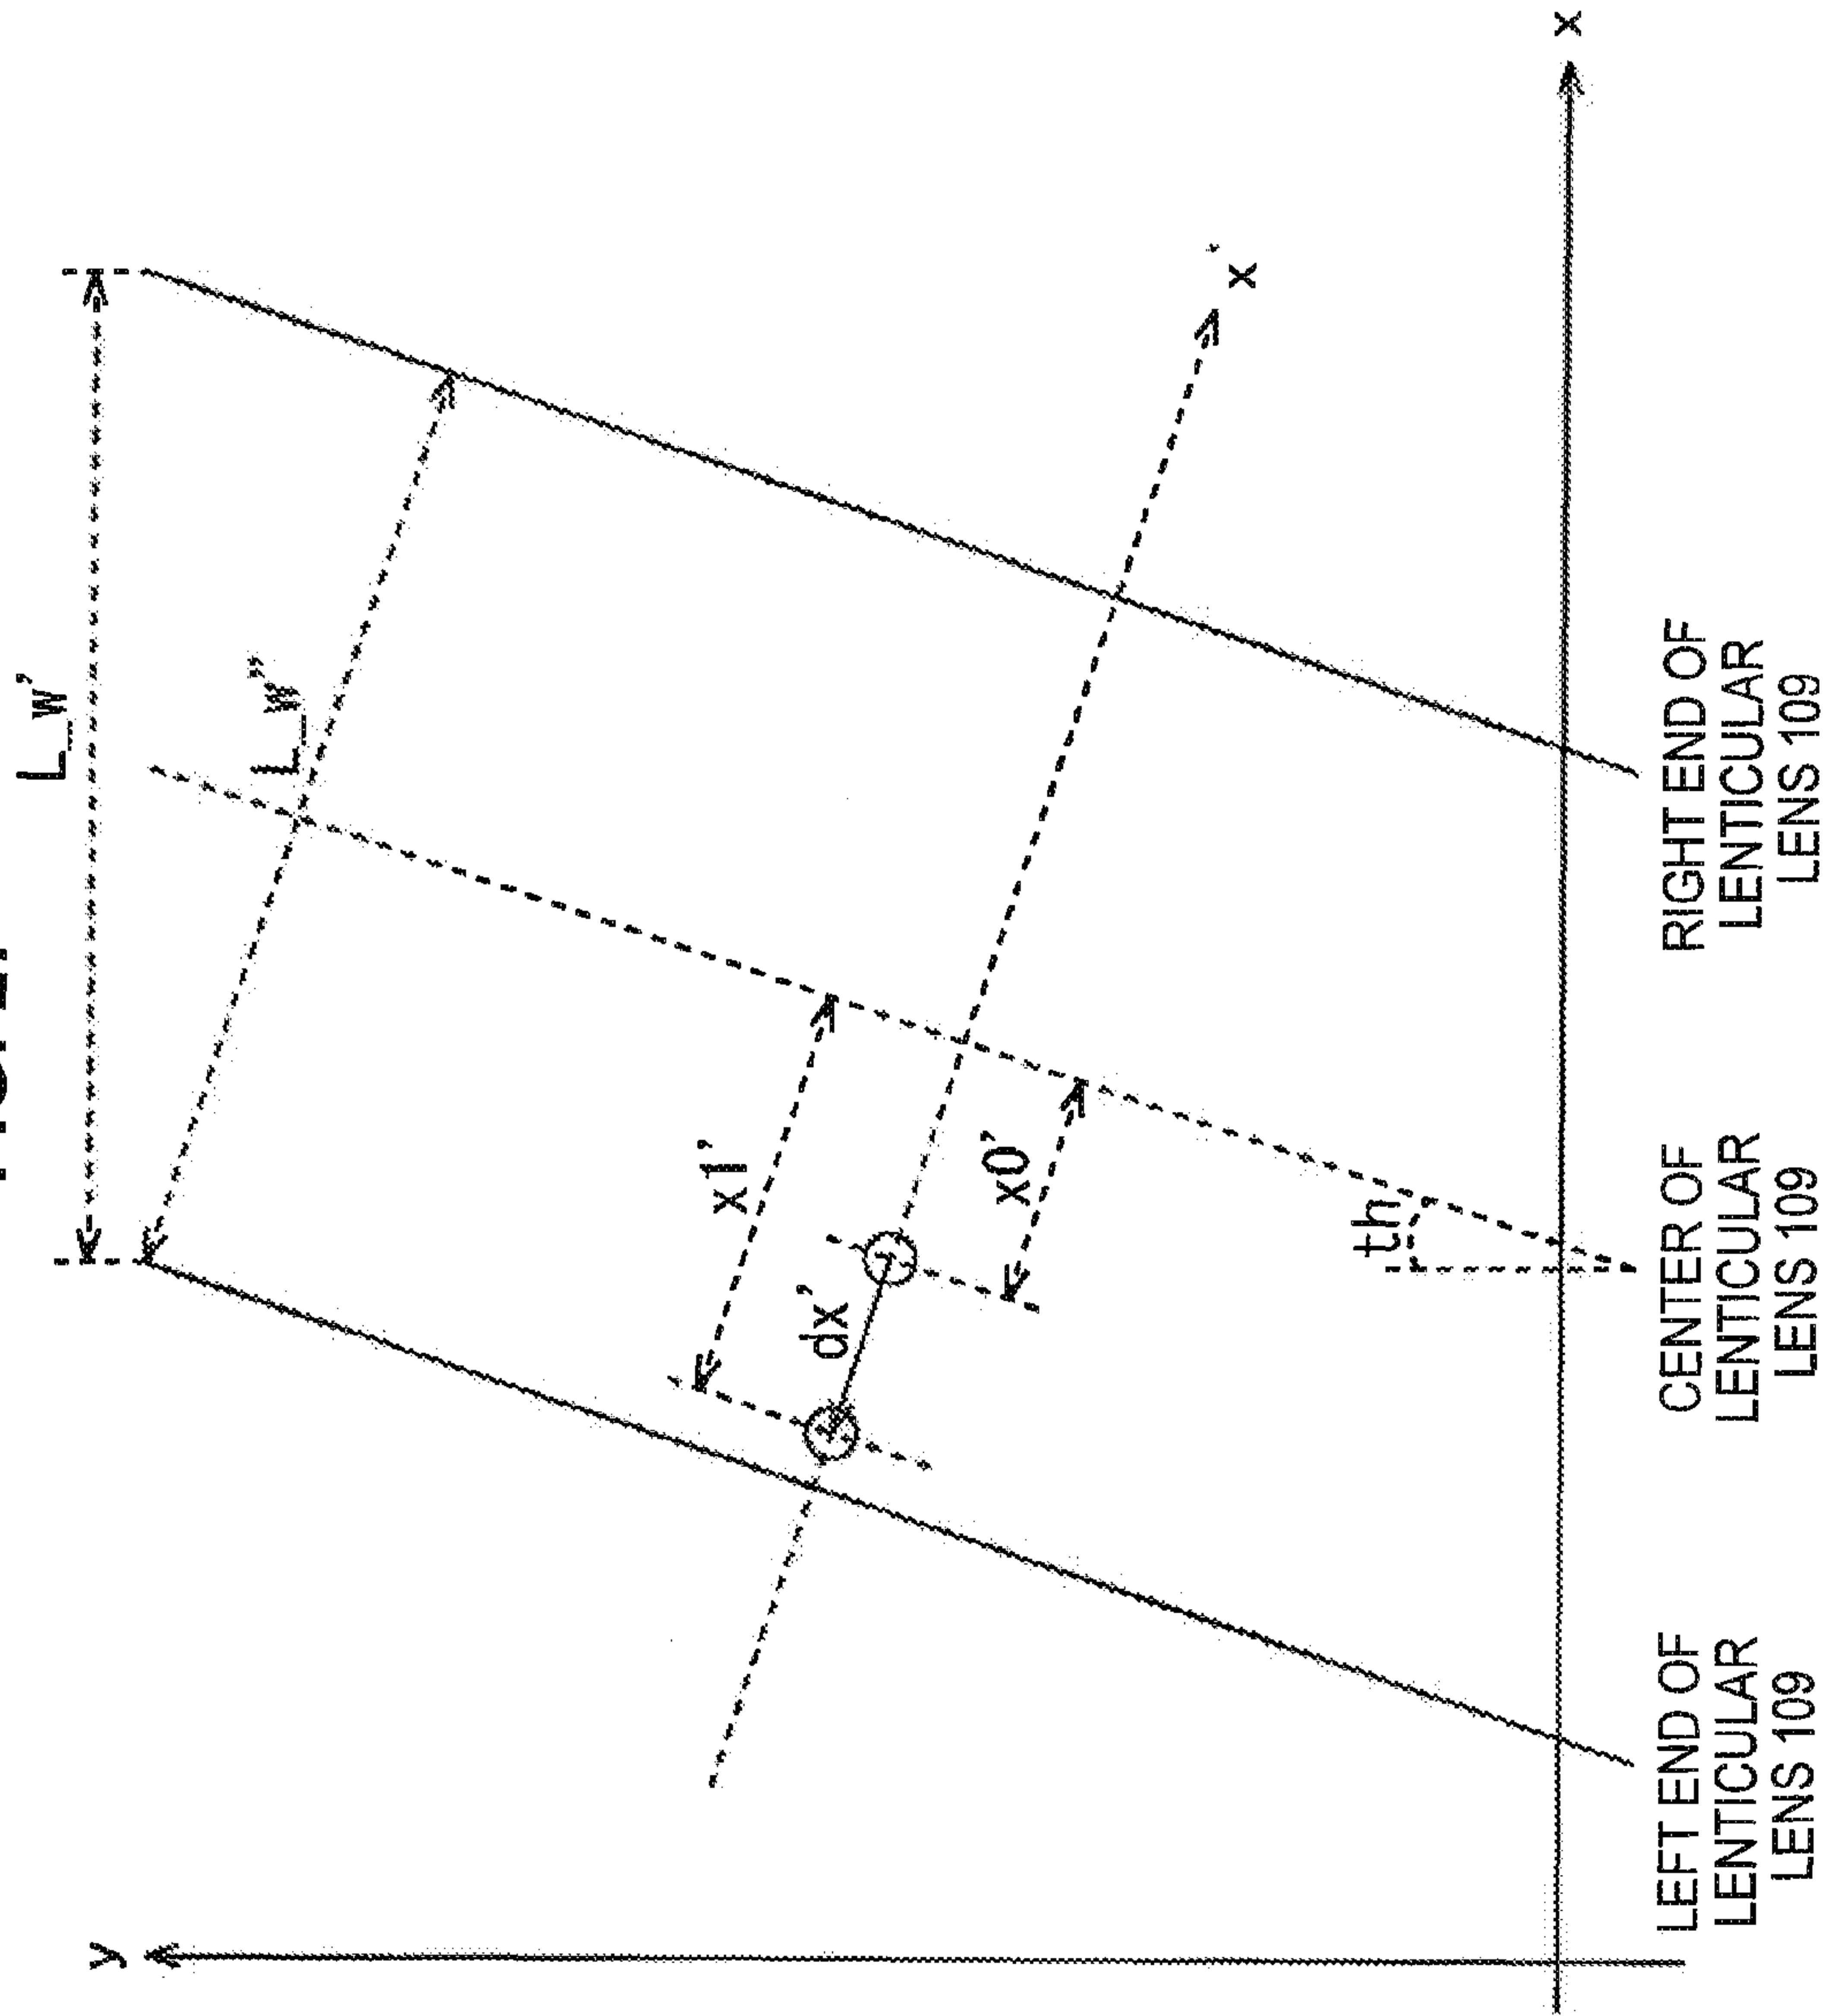 L_w'
L_w''
y
x1'
dx'
x0'
x'
th
x
LEFT END OF
LENTICULAR
LENS 109
CENTER OF
LENTICULAR
LENS 109
RIGHT END OF
LENTICULAR
LENS 109